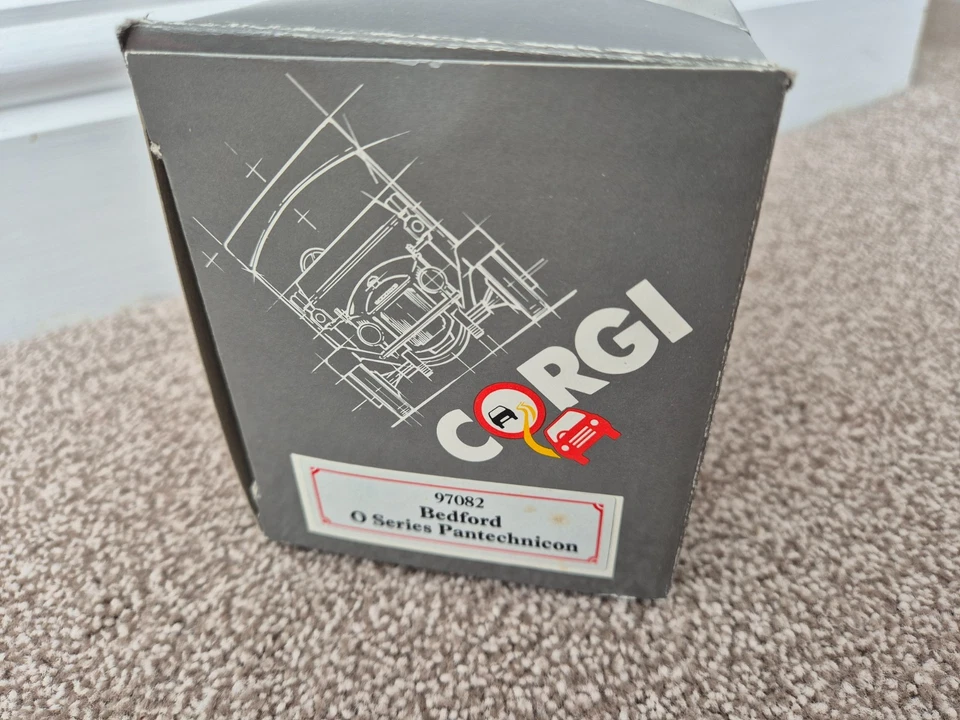 CORGI
97082
Bedford
O Series Pantechnicon